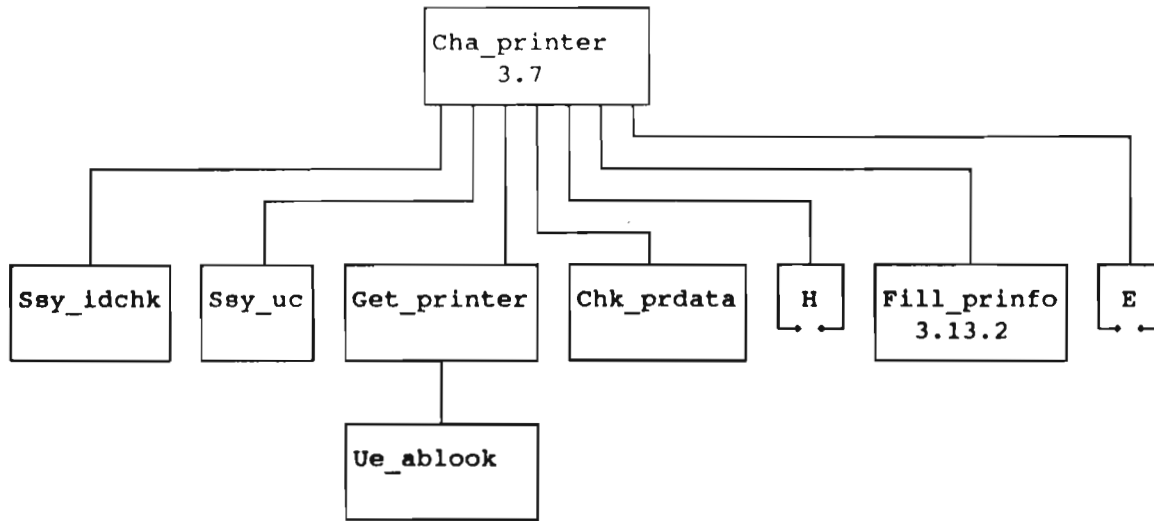 Cha_printer
3.7
Ssy_idchk
Ssy_uc
Get_printer
Chk_prdata
H
Fill_prinfo
3.13.2
E
Ue_ablook